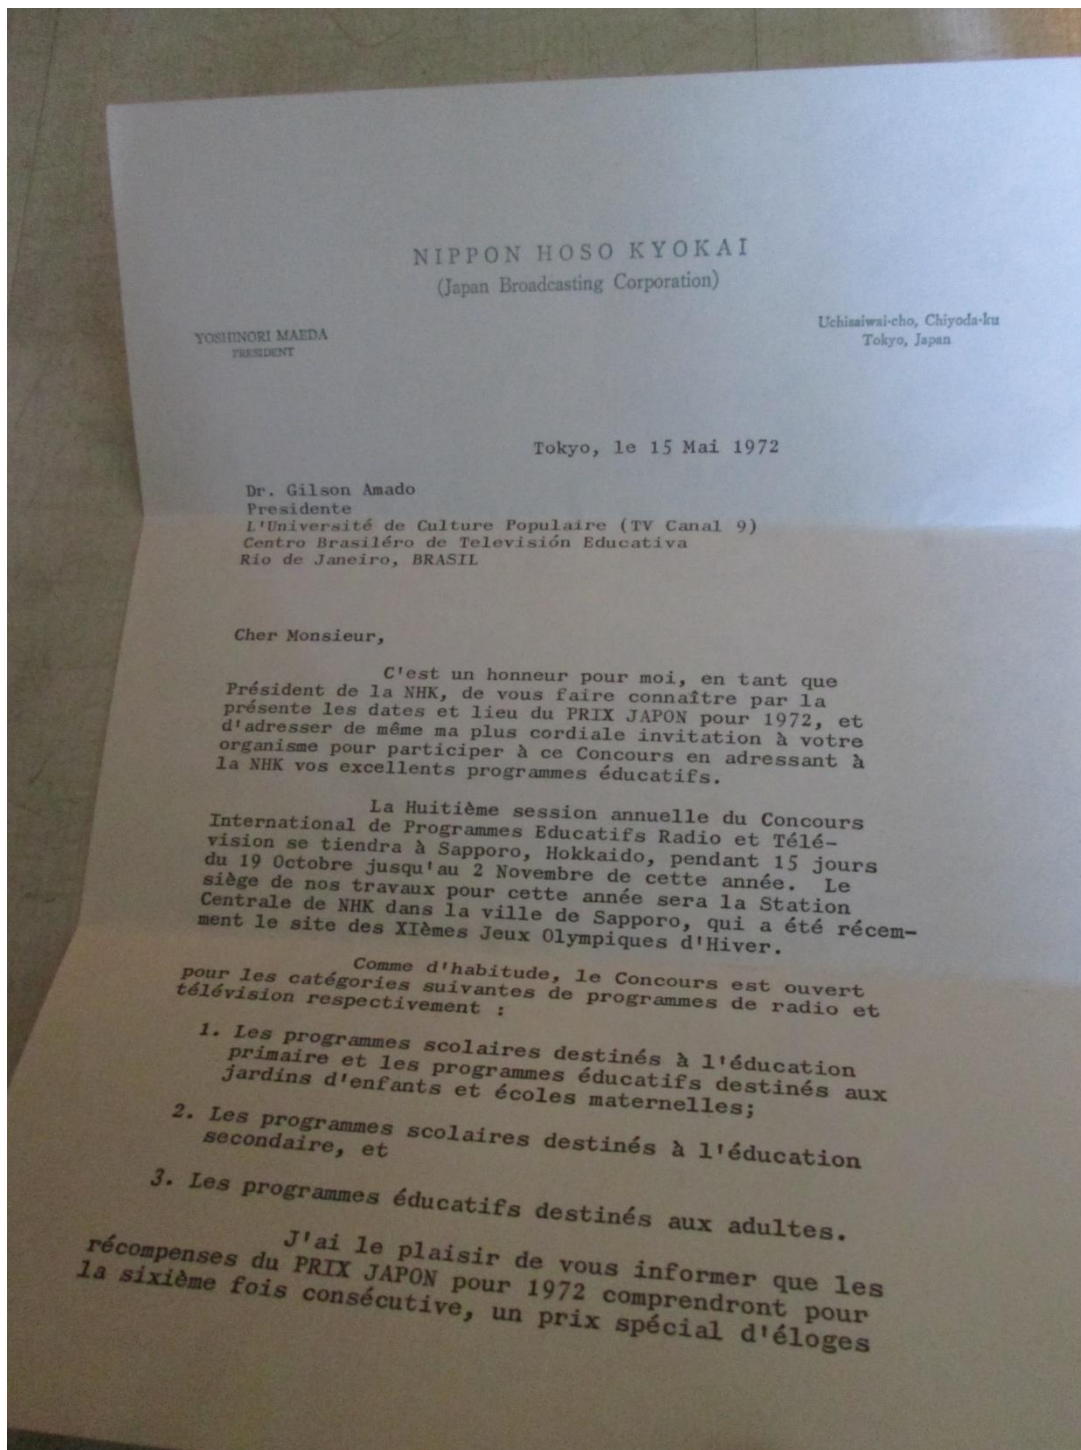 NIPPON HOSO KYOKAI
(Japan Broadcasting Corporation)
YOSHINORI MAEDA
PRESIDENT
Uchisaiwai-cho, Chiyoda-ku
Tokyo, Japan
Tokyo, le 15 Mai 1972
Dr. Gilson Amado
Presidente
L'Université de Culture Populaire (TV Canal 9)
Centro Brasiléro de Televisión Educativa
Rio de Janeiro, BRASIL
Cher Monsieur,
C'est un honneur pour moi, en tant que
Président de la NHK, de vous faire connaître par la
présente les dates et lieu du PRIX JAPON pour 1972, et
d'adresser de même ma plus cordiale invitation à votre
organisme pour participer à ce Concours en adressant à
la NHK vos excellents programmes éducatifs.
La Huitième session annuelle du Concours
International de Programmes Educatifs Radio et Télé-
vision se tiendra à Sapporo, Hokkaido, pendant 15 jours
du 19 Octobre jusqu'au 2 Novembre de cette année. Le
siège de nos travaux pour cette année sera la Station
Centrale de NHK dans la ville de Sapporo, qui a été récem-
ment le site des XIèmes Jeux Olympiques d'Hiver.
Comme d'habitude, le Concours est ouvert
pour les catégories suivantes de programmes de radio et
télévision respectivement :
1. Les programmes scolaires destinés à l'éducation
primaire et les programmes éducatifs destinés aux
jardins d'enfants et écoles maternelles;
2. Les programmes scolaires destinés à l'éducation
secondaire, et
3. Les programmes éducatifs destinés aux adultes.
J'ai le plaisir de vous informer que les
récompenses du PRIX JAPON pour 1972 comprendront pour
la sixième fois consécutive, un prix spécial d'éloges